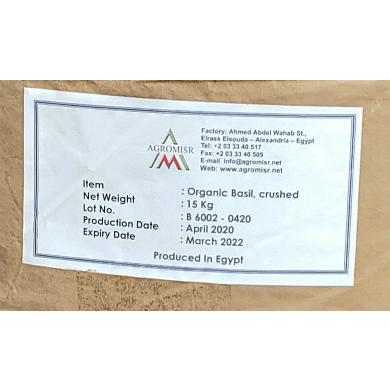 AGROMISR
Factory: Ahmed Abdel Wahab St.,
Elrass Elsouda – Alexandria – Egypt
Tel: +2 03 33 40 517
Fax: +2 03 33 40 509
E-mail info@agromisr.net
Web: www.agromisr.net
Item : Organic Basil, crushed
Net Weight : 15 Kg
Lot No. : B 6002 - 0420
Production Date : April 2020
Expiry Date : March 2022
Produced In Egypt